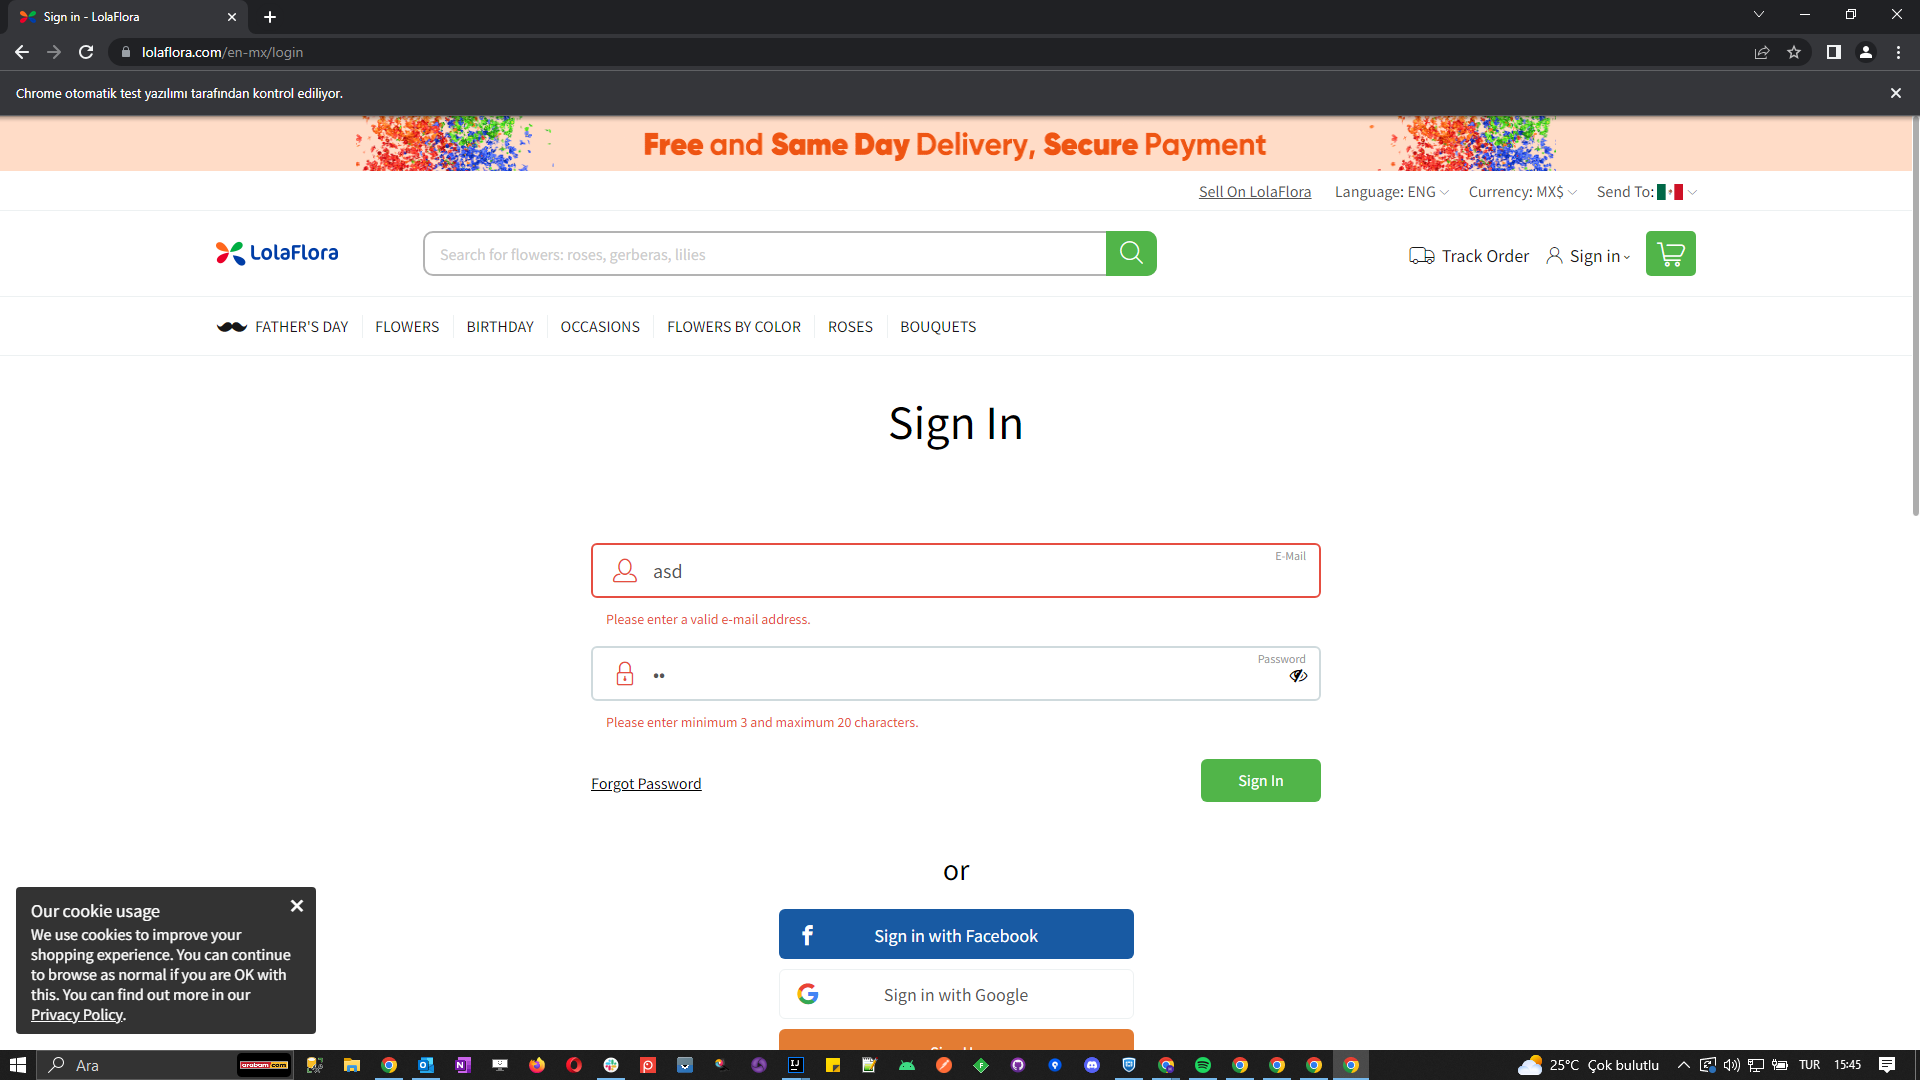 Sign in - LolaFlora
lolaflora.com/en-mx/login
Chrome otomatik test yazılımı tarafından kontrol ediliyor.
Free and Same Day Delivery, Secure Payment
Sell On LolaFlora Language: ENG Currency: MX$ Send To:
LolaFlora Search for flowers: roses, gerberas, lilies Track Order Sign in
FATHER'S DAY FLOWERS BIRTHDAY OCCASIONS FLOWERS BY COLOR ROSES BOUQUETS
Sign In
E-Mail
asd
Please enter a valid e-mail address.
Password
••
Please enter minimum 3 and maximum 20 characters.
Forgot Password Sign In
or
Sign in with Facebook
Sign in with Google
Our cookie usage
We use cookies to improve your
shopping experience. You can continue
to browse as normal if you are OK with
this. You can find out more in our
Privacy Policy.
Ara arabam.com 25°C Çok bulutlu TUR 15:45